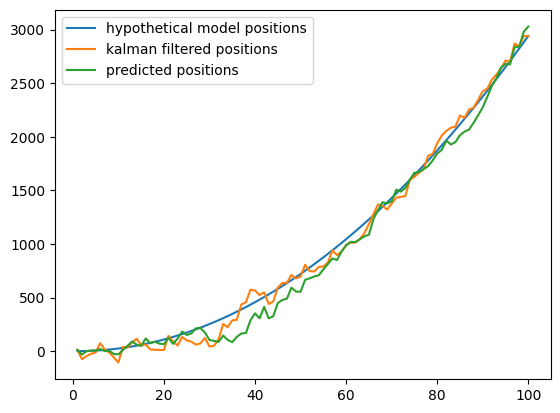 hypothetical model positions
kalman filtered positions
predicted positions
3000
2500
2000
1500
1000
500
0
0 20 40 60 80 100